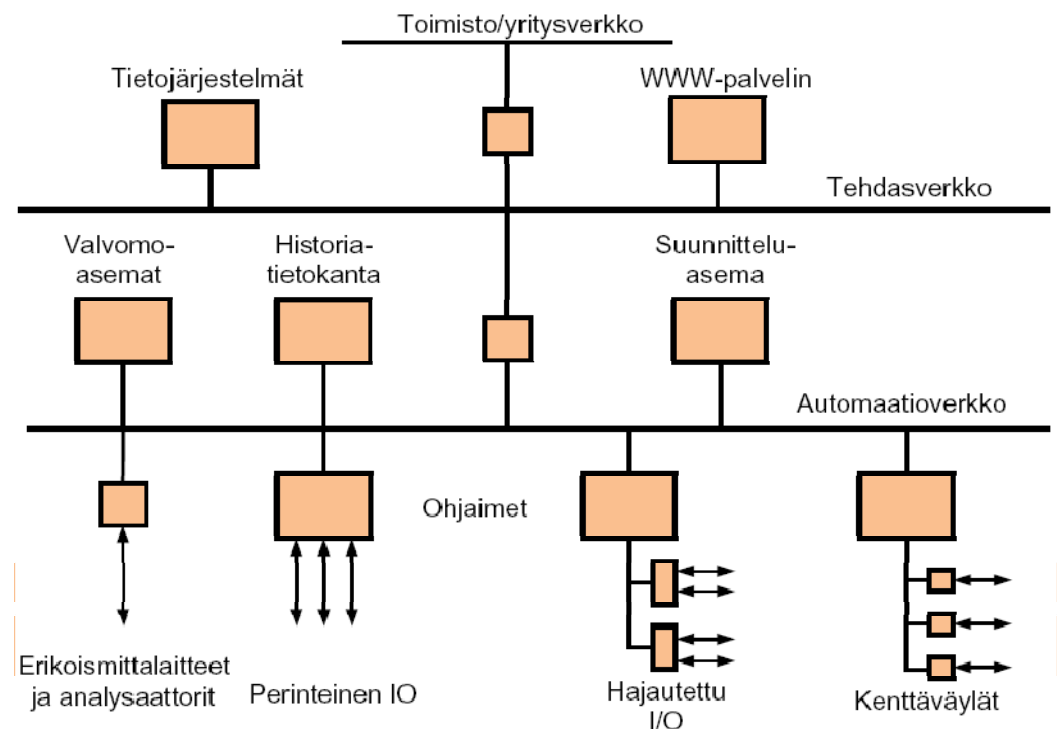 Toimisto/yritysverkko
Tietojärjestelmät
WWW-palvelin
Tehdasverkko
Valvomo-
asemat
Historia-
tietokanta
Suunnittelu-
asema
Automaatioverkko
Ohjaimet
Erikoismittalaitteet
ja analysaattorit
Perinteinen IO
Hajautettu
I/O
Kenttäväylät